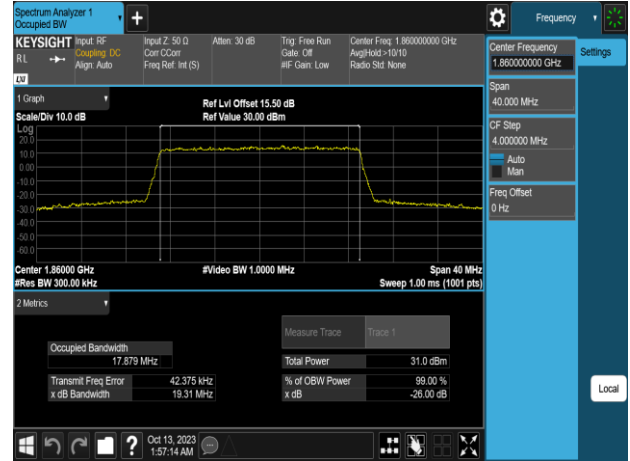 Spectrum Analyzer 1
Occupied BW
+
Frequency
KEYSIGHT
RL
LXI
Input: RF
Coupling: DC
Align: Auto
Input Z: 50 Ω
Corr CCorr
Freq Ref: Int (S)
Atten: 30 dB
Trig: Free Run
Gate: Off
#IF Gain: Low
Center Freq: 1.860000000 GHz
Avg|Hold:>10/10
Radio Std: None
Center Frequency
1.860000000 GHz
Settings
Span
40.000 MHz
CF Step
4.000000 MHz
Auto
Man
Freq Offset
0 Hz
1 Graph
Scale/Div 10.0 dB
Ref Lvl Offset 15.50 dB
Ref Value 30.00 dBm
Log
20.0
10.0
0.00
-10.0
-20.0
-30.0
-40.0
-50.0
-60.0
Center 1.86000 GHz
#Video BW 1.0000 MHz
Span 40 MHz
#Res BW 300.00 kHz
Sweep 1.00 ms (1001 pts)
2 Metrics
Measure Trace
Trace 1
Occupied Bandwidth
17.879 MHz
Total Power
31.0 dBm
Transmit Freq Error
42.375 kHz
% of OBW Power
99.00 %
x dB Bandwidth
19.31 MHz
x dB
-26.00 dB
Local
?
Oct 13, 2023
1:57:14 AM